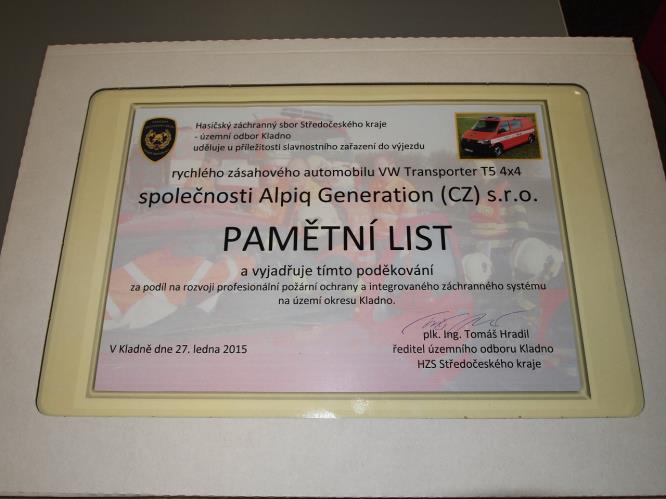 Hasičský záchranný sbor Středočeského kraje
- územní odbor Kladno
uděluje u příležitosti slavnostního zařazení do výjezdu
rychlého zásahového automobilu VW Transporter T5 4x4
společnosti Alpiq Generation (CZ) s.r.o.
PAMĚTNÍ LIST
a vyjadřuje tímto poděkování
za podíl na rozvoji profesionální požární ochrany a integrovaného záchranného systému
na území okresu Kladno.
plk. Ing. Tomáš Hradil
V Kladně dne 27. ledna 2015
ředitel územního odboru Kladno
HZS Středočeského kraje